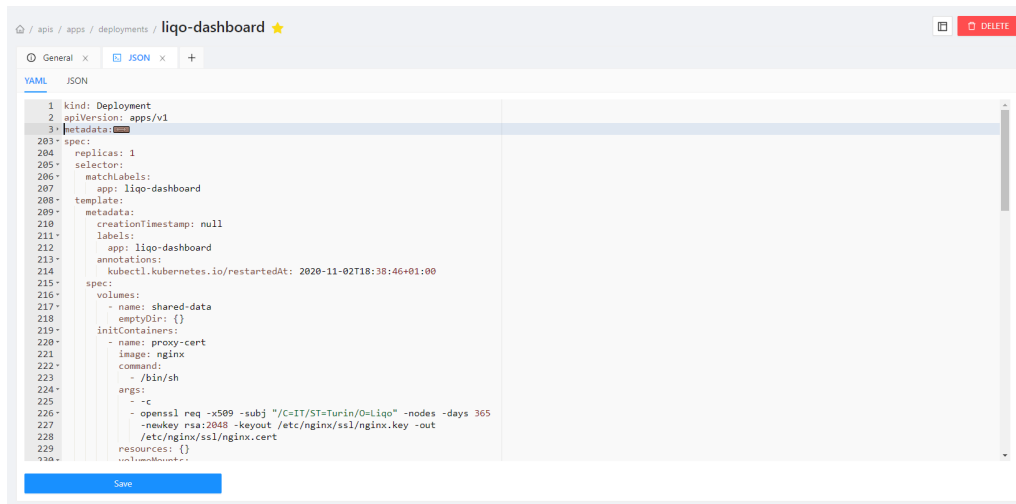 / apis / apps / deployments / liqo-dashboard
DELETE
General × JSON × +
YAML JSON
1 kind: Deployment
2 apiVersion: apps/v1
3 metadata:
203 spec:
204 replicas: 1
205 selector:
206 matchLabels:
207 app: liqo-dashboard
208 template:
209 metadata:
210 creationTimestamp: null
211 labels:
212 app: liqo-dashboard
213 annotations:
214 kubectl.kubernetes.io/restartedAt: 2020-11-02T18:38:46+01:00
215 spec:
216 volumes:
217 - name: shared-data
218 emptyDir: {}
219 initContainers:
220 - name: proxy-cert
221 image: nginx
222 command:
223 - /bin/sh
224 args:
225 - -c
226 - openssl req -x509 -subj "/C=IT/ST=Turin/O=Liqo" -nodes -days 365
227 -newkey rsa:2048 -keyout /etc/nginx/ssl/nginx.key -out
228 /etc/nginx/ssl/nginx.cert
229 resources: {}
230 volumeMounts:
Save